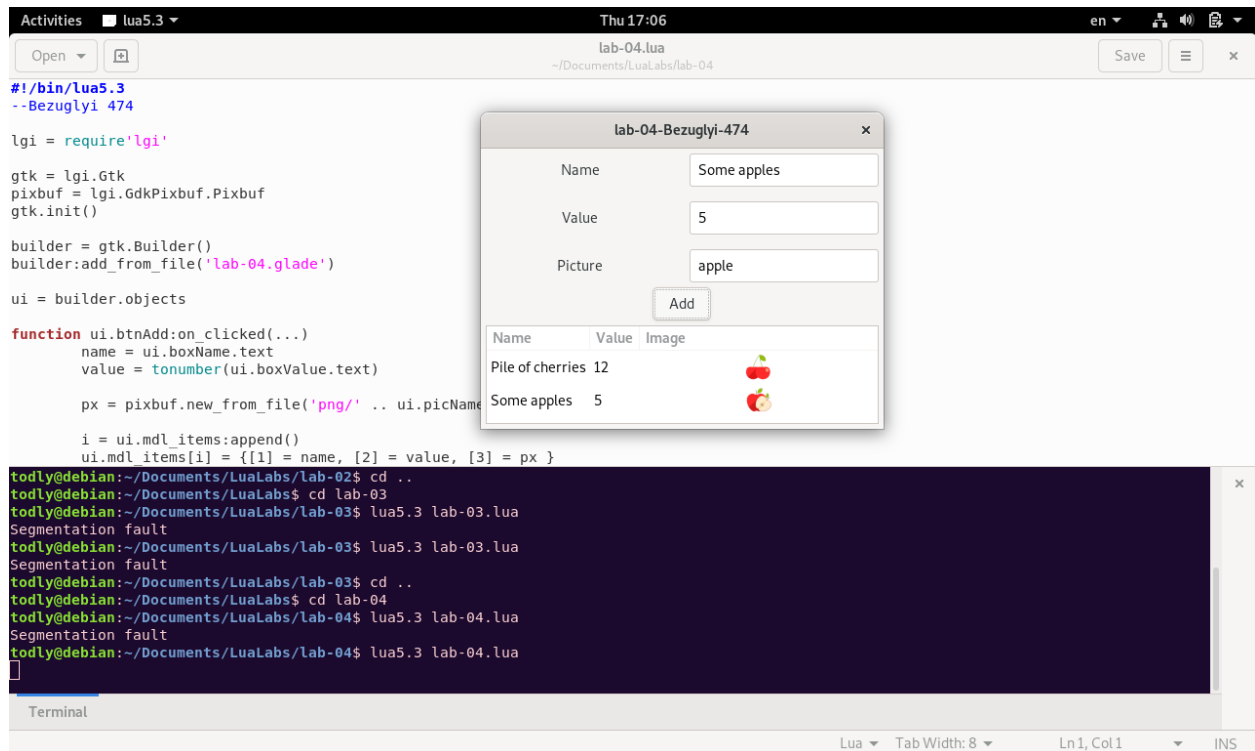 Activities lua5.3 Thu 17:06 en
Open lab-04.lua Save
~/Documents/LuaLabs/lab-04
#!/bin/lua5.3
--Bezuglyi 474
lgi = require'lgi'
gtk = lgi.Gtk
pixbuf = lgi.GdkPixbuf.Pixbuf
gtk.init()
builder = gtk.Builder()
builder:add_from_file('lab-04.glade')
ui = builder.objects
function ui.btnAdd:on_clicked(...)
name = ui.boxName.text
value = tonumber(ui.boxValue.text)
px = pixbuf.new_from_file('png/' .. ui.picName
i = ui.mdl_items:append()
ui.mdl_items[i] = {[1] = name, [2] = value, [3] = px }
lab-04-Bezuglyi-474
Name Some apples
Value 5
Picture apple
Add
Name Value Image
Pile of cherries 12
Some apples 5
todly@debian:~/Documents/LuaLabs/lab-02$ cd ..
todly@debian:~/Documents/LuaLabs$ cd lab-03
todly@debian:~/Documents/LuaLabs/lab-03$ lua5.3 lab-03.lua
Segmentation fault
todly@debian:~/Documents/LuaLabs/lab-03$ lua5.3 lab-03.lua
Segmentation fault
todly@debian:~/Documents/LuaLabs/lab-03$ cd ..
todly@debian:~/Documents/LuaLabs$ cd lab-04
todly@debian:~/Documents/LuaLabs/lab-04$ lua5.3 lab-04.lua
Segmentation fault
todly@debian:~/Documents/LuaLabs/lab-04$ lua5.3 lab-04.lua
Terminal
Lua Tab Width: 8 Ln 1, Col 1 INS